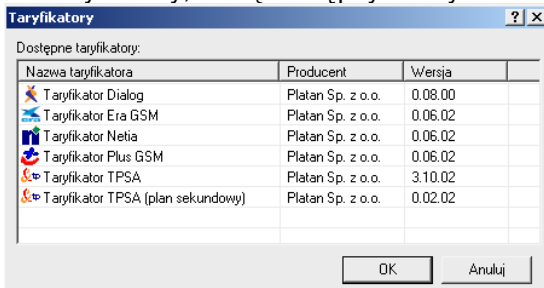 Taryfikatory
Dostępne taryfikatory:
Nazwa taryfikatora Producent Wersja
Taryfikator Dialog Platan Sp. z o.o. 0.08.00
Taryfikator Era GSM Platan Sp. z o.o. 0.06.02
Taryfikator Netia Platan Sp. z o.o. 0.06.02
Taryfikator Plus GSM Platan Sp. z o.o. 0.06.02
Taryfikator TPSA Platan Sp. z o.o. 3.10.02
Taryfikator TPSA (plan sekundowy) Platan Sp. z o.o. 0.02.02
OK Anuluj